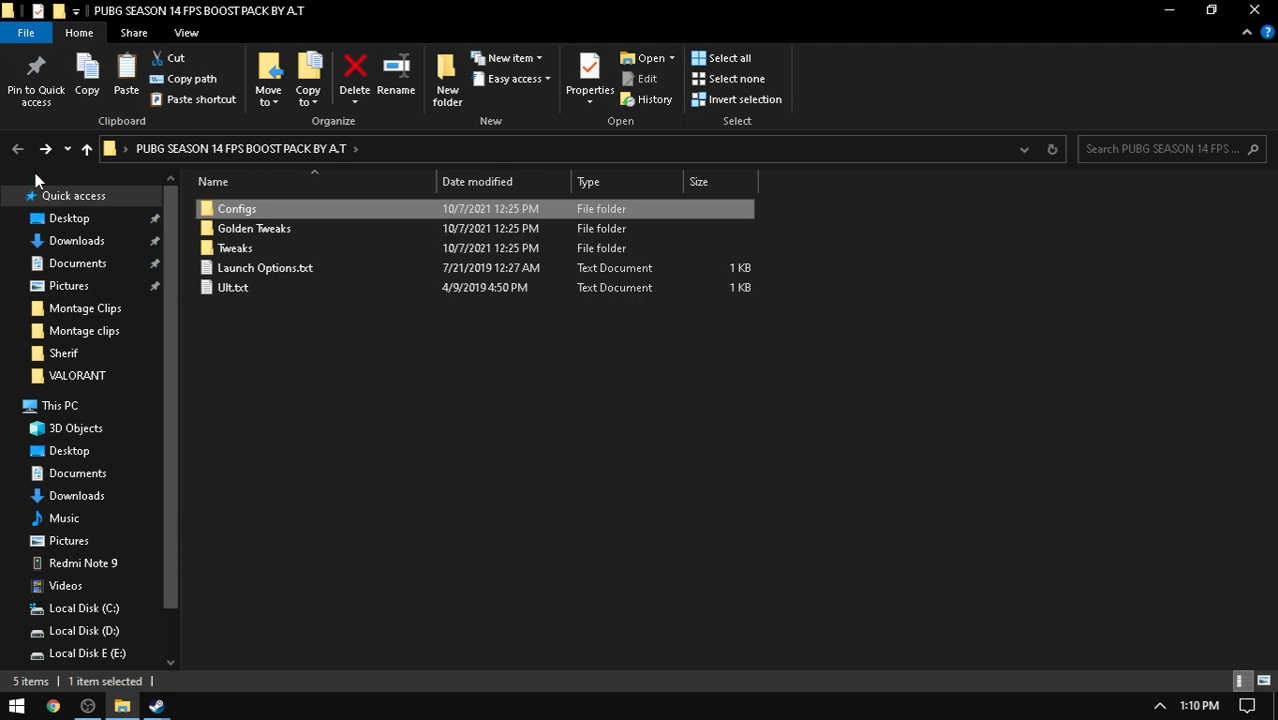 PUBG SEASON 14 FPS BOOST PACK BY A.T
File
Home
Share
View
Pin to Quick access
Copy
Paste
Cut
Copy path
Paste shortcut
Clipboard
Move to
Copy to
Delete
Rename
Organize
New folder
New item
Easy access
New
Properties
Open
Edit
History
Open
Select all
Select none
Invert selection
Select
PUBG SEASON 14 FPS BOOST PACK BY A.T
Search PUBG SEASON 14 FPS ...
Quick access
Desktop
Downloads
Documents
Pictures
Montage Clips
Montage clips
Sherif
VALORANT
This PC
3D Objects
Desktop
Documents
Downloads
Music
Pictures
Redmi Note 9
Videos
Local Disk (C:)
Local Disk (D:)
Local Disk E (E:)
Name Date modified Type Size
Configs 10/7/2021 12:25 PM File folder
Golden Tweaks 10/7/2021 12:25 PM File folder
Tweaks 10/7/2021 12:25 PM File folder
Launch Options.txt 7/21/2019 12:27 AM Text Document 1 KB
Ult.txt 4/9/2019 4:50 PM Text Document 1 KB
5 items 1 item selected
1:10 PM